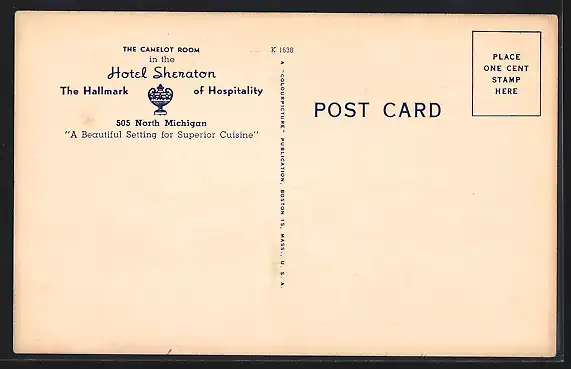 THE CAMELOT ROOM
in the
Hotel Sheraton
The Hallmark of Hospitality
505 North Michigan
"A Beautiful Setting for Superior Cuisine"
K 1638
A "COLOURPICTURE" PUBLICATION, BOSTON 15, MASS., U. S. A.
POST CARD
PLACE
ONE CENT
STAMP
HERE